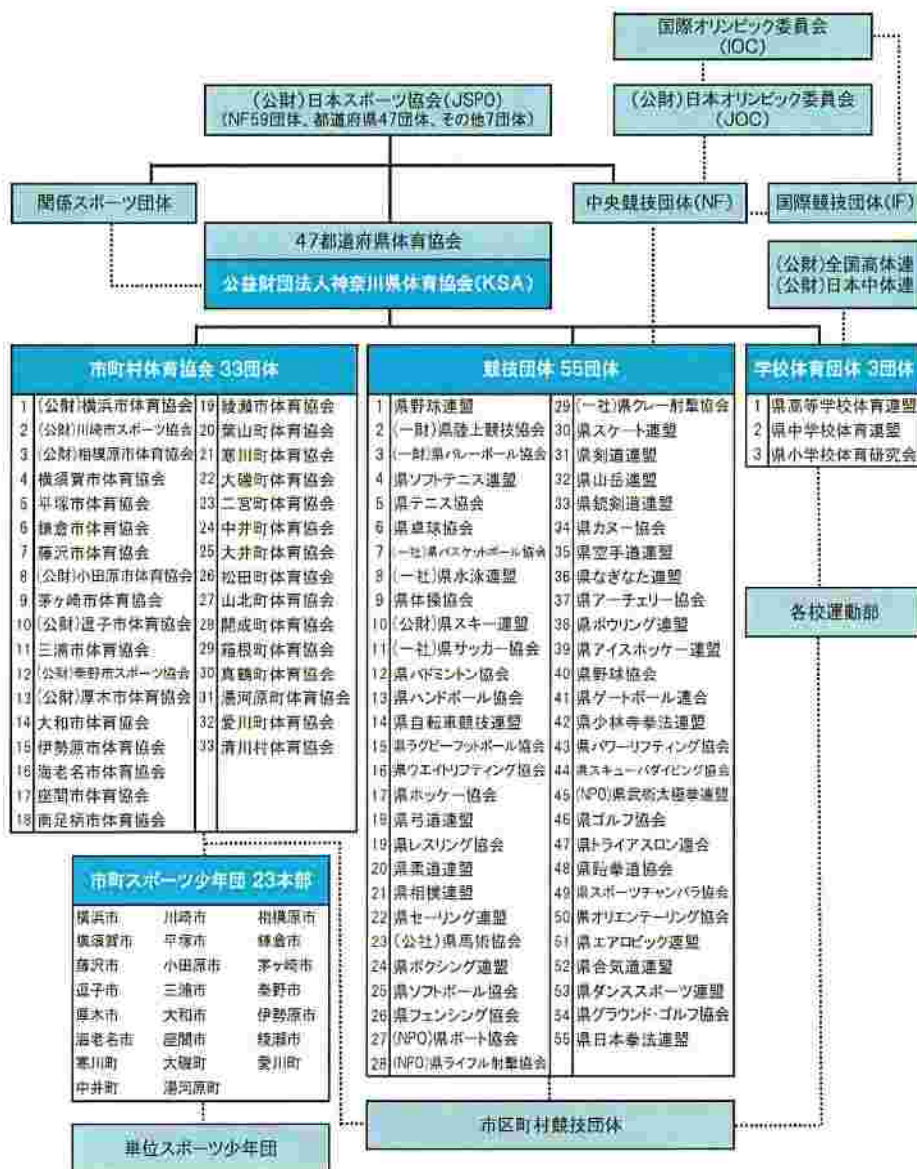 国際オリンピック委員会
(IOC)
(公財)日本スポーツ協会(JSPO)
(NF59団体、都道府県47団体、その他7団体)
(公財)日本オリンピック委員会
(JOC)
関係スポーツ団体
中央競技団体(NF)
国際競技団体(IF)
47都道府県体育協会
公益財団法人神奈川県体育協会(KSA)
(公財)全国高体連
(公財)日本中体連
市町村体育協会 33団体
1 (公財)横浜市体育協会
2 (公財)川崎市スポーツ協会
3 (公財)相模原市体育協会
4 横須賀市体育協会
5 平塚市体育協会
6 鎌倉市体育協会
7 藤沢市体育協会
8 (公財)小田原市体育協会
9 茅ヶ崎市体育協会
10 (公財)逗子市体育協会
11 三浦市体育協会
12 (公財)秦野市スポーツ協会
13 (公財)厚木市体育協会
14 大和市体育協会
15 伊勢原市体育協会
16 海老名市体育協会
17 座間市体育協会
18 南足柄市体育協会
19 綾瀬市体育協会
20 葉山町体育協会
21 寒川町体育協会
22 大磯町体育協会
23 二宮町体育協会
24 中井町体育協会
25 大井町体育協会
26 松田町体育協会
27 山北町体育協会
28 開成町体育協会
29 箱根町体育協会
30 真鶴町体育協会
31 湯河原町体育協会
32 愛川町体育協会
33 清川村体育協会
競技団体 55団体
1 県野球連盟
2 (一財)県陸上競技協会
3 (一財)県バレーボール協会
4 県ソフトテニス連盟
5 県テニス協会
6 県卓球協会
7 (一社)県バスケットボール協会
8 (一社)県水泳連盟
9 県体操協会
10 (公財)県スキー連盟
11 (一社)県サッカー協会
12 県バドミントン協会
13 県ハンドボール協会
14 県自転車競技連盟
15 県ラグビーフットボール協会
16 県ウエイトリフティング協会
17 県ホッケー協会
19 県弓道連盟
19 県レスリング協会
20 県柔道連盟
21 県相撲連盟
22 県セーリング連盟
23 (公社)県馬術協会
24 県ボクシング連盟
25 県ソフトボール協会
26 県フェンシング協会
27 (NPO)県ボート協会
28 (NPO)県ライフル射撃協会
29 (一社)県クレー射撃協会
30 県スケート連盟
31 県剣道連盟
32 県山岳連盟
33 県銃剣道連盟
34 県カヌー協会
35 県空手道連盟
36 県なぎなた連盟
37 県アーチェリー協会
38 県ボウリング連盟
39 県アイスホッケー連盟
40 県野球協会
41 県ゲートボール連合
42 県少林寺拳法連盟
43 県パワーリフティング協会
44 県スキューバダイビング協会
45 (NPO)県武術太極拳連盟
46 県ゴルフ協会
47 県トライアスロン連合
48 県跆拳道協会
49 県スポーツチャンバラ協会
50 県オリエンテーリング協会
51 県エアロビック連盟
52 県合気道連盟
53 県ダンススポーツ連盟
54 県グラウンド・ゴルフ協会
55 県日本拳法連盟
学校体育団体 3団体
1 県高等学校体育連盟
2 県中学校体育連盟
3 県小学校体育研究会
各校運動部
市町スポーツ少年団 23本部
横浜市 川崎市 相模原市
横須賀市 平塚市 鎌倉市
藤沢市 小田原市 茅ヶ崎市
逗子市 三浦市 秦野市
厚木市 大和市 伊勢原市
海老名市 座間市 綾瀬市
寒川町 大磯町 愛川町
中井町 湯河原町
単位スポーツ少年団
市区町村競技団体